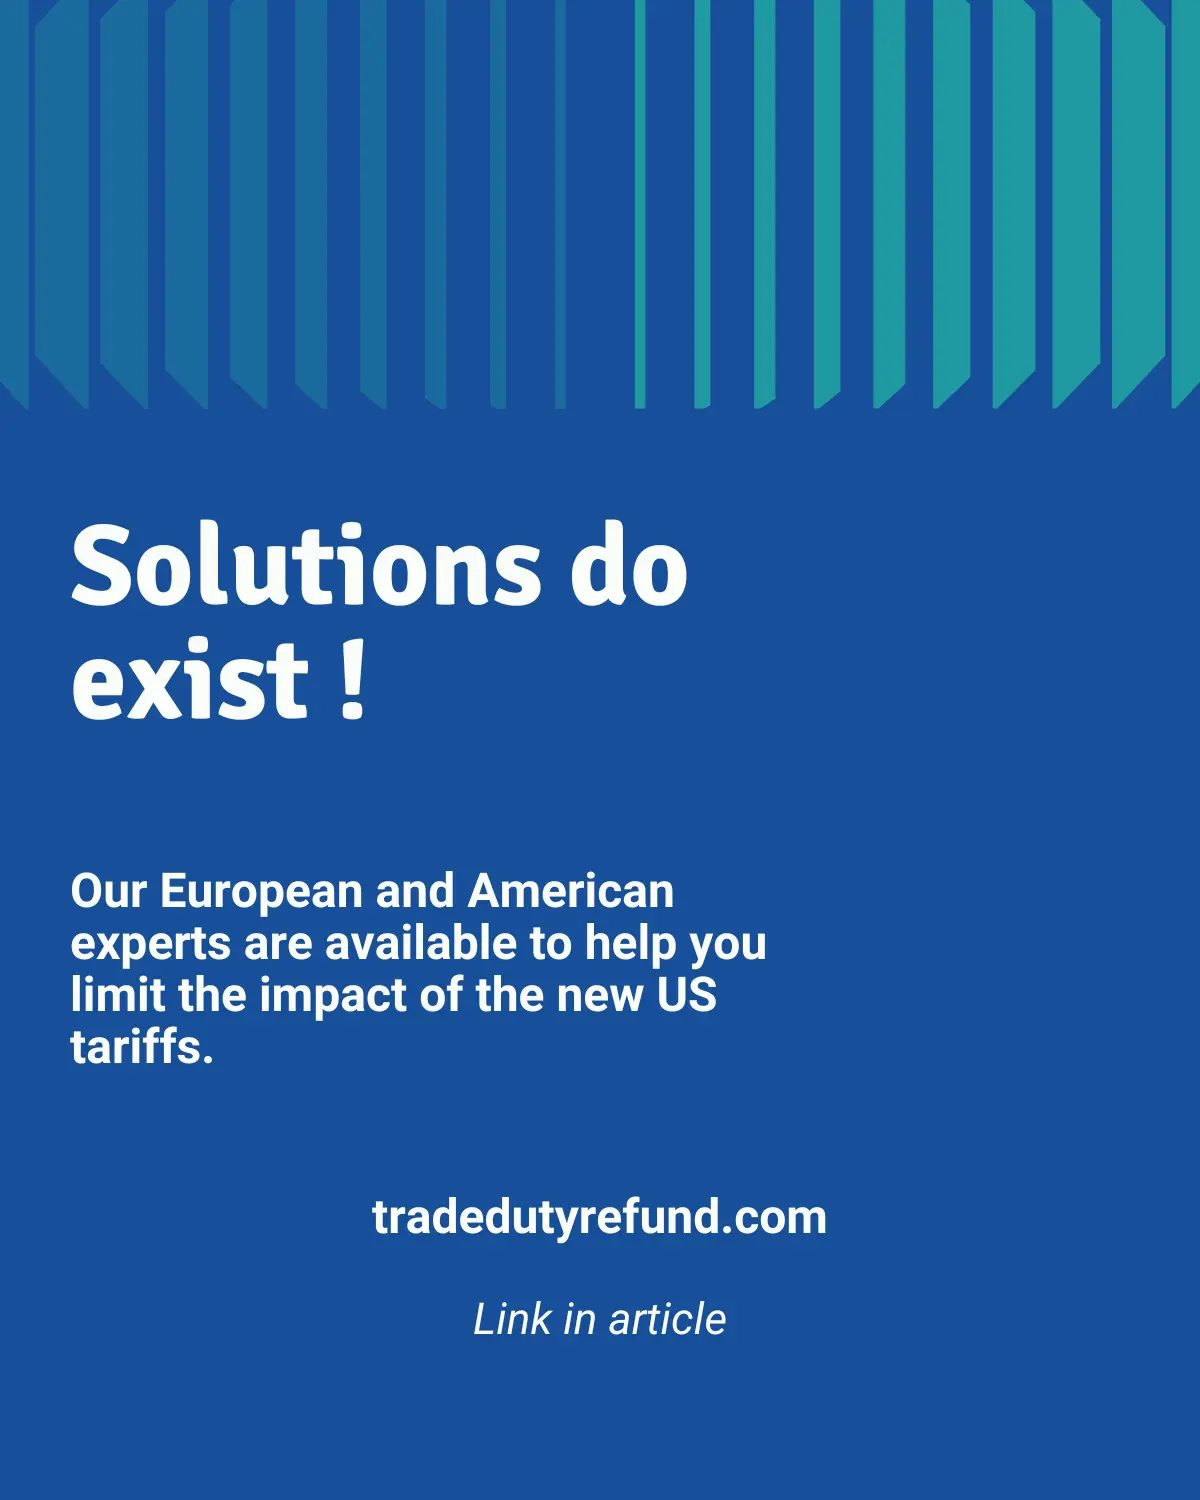 Solutions do
exist !
Our European and American
experts are available to help you
limit the impact of the new US
tariffs.
tradedutyrefund.com
Link in article